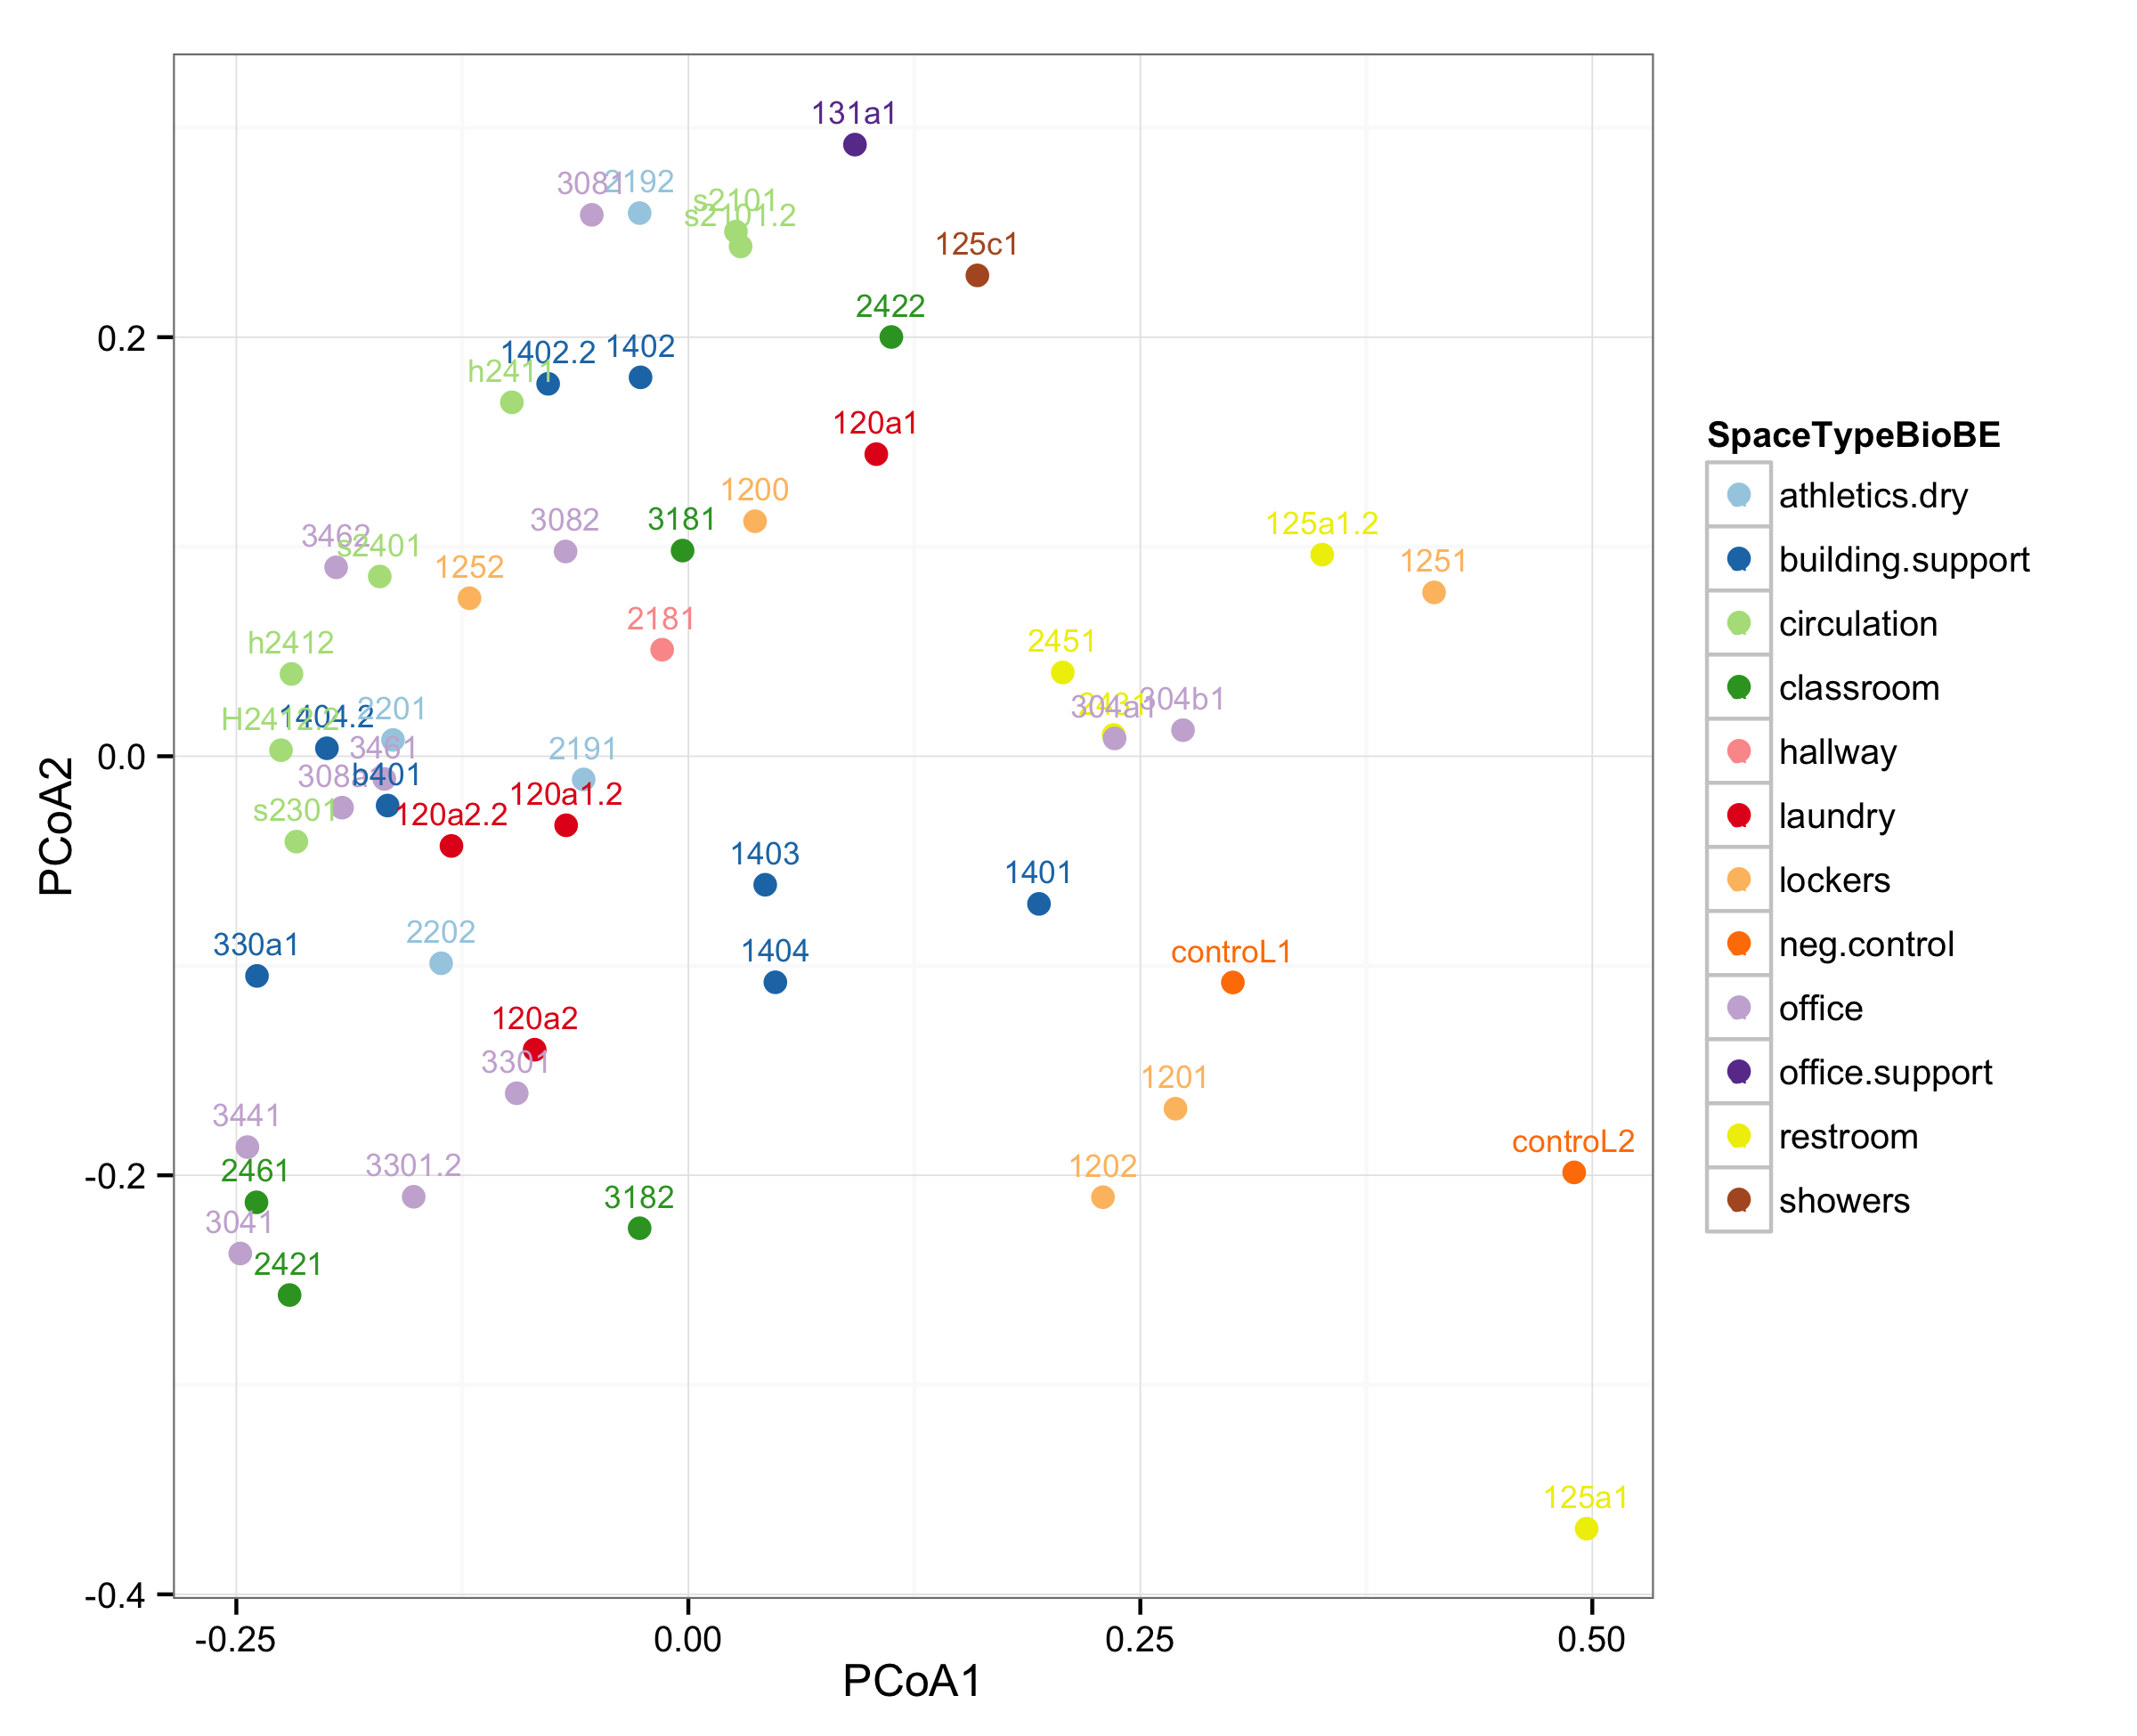 131a1
3081
2192
s2101
s2101.2
125c1
2422
0.2
1402.2
1402
h2411
120a1
1200
3082
3181
125a1.2
3462
s2401
1252
1251
2181
h2412
2451
2201
304b1
2431
304a1
H2412.2
1404.2
0.0
3461
2191
308a1
b401
120a1.2
s2301
120a2.2
1403
1401
2202
330a1
1404
controL1
120a2
3301
1201
3441
controL2
-0.2
2461
3301.2
1202
3182
3041
2421
125a1
-0.4
-0.25
0.00
0.25
0.50
PCoA1
PCoA2
SpaceTypeBioBE
athletics.dry
building.support
circulation
classroom
hallway
laundry
lockers
neg.control
office
office.support
restroom
showers